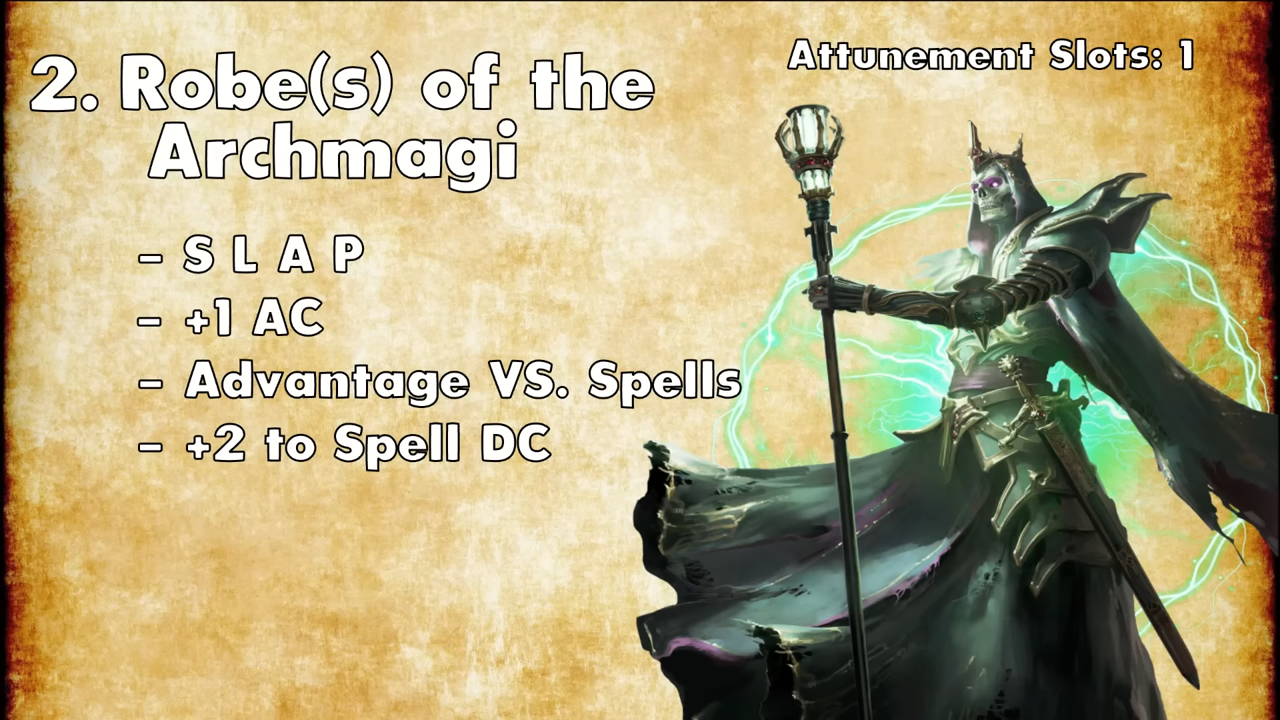 Attunement Slots: 1
2. Robe(s) of the
Archmagi
– S L A P
– +1 AC
– Advantage VS. Spells
– +2 to Spell DC